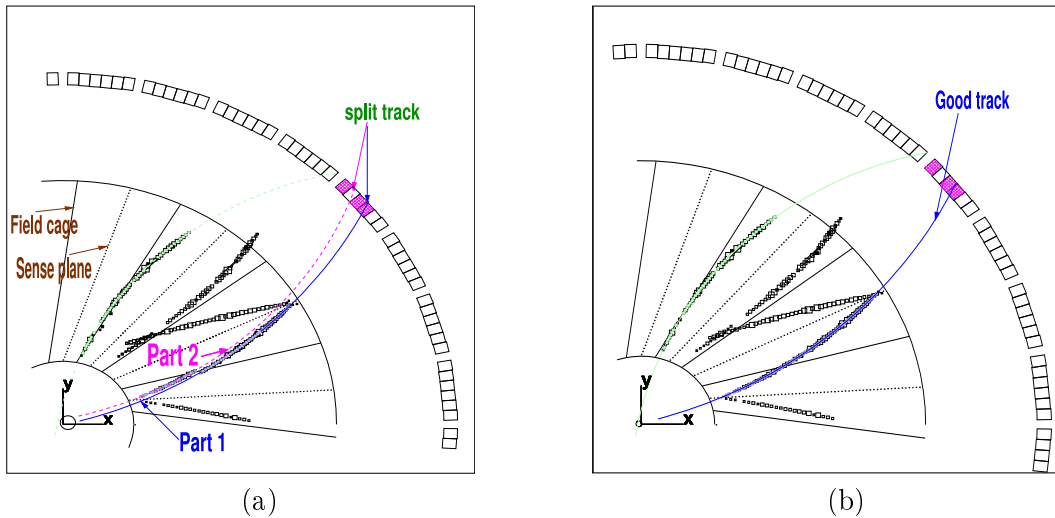 split track
Field cage
Sense plane
Part 2
Part 1
y
x
(a)
Good track
y
x
(b)